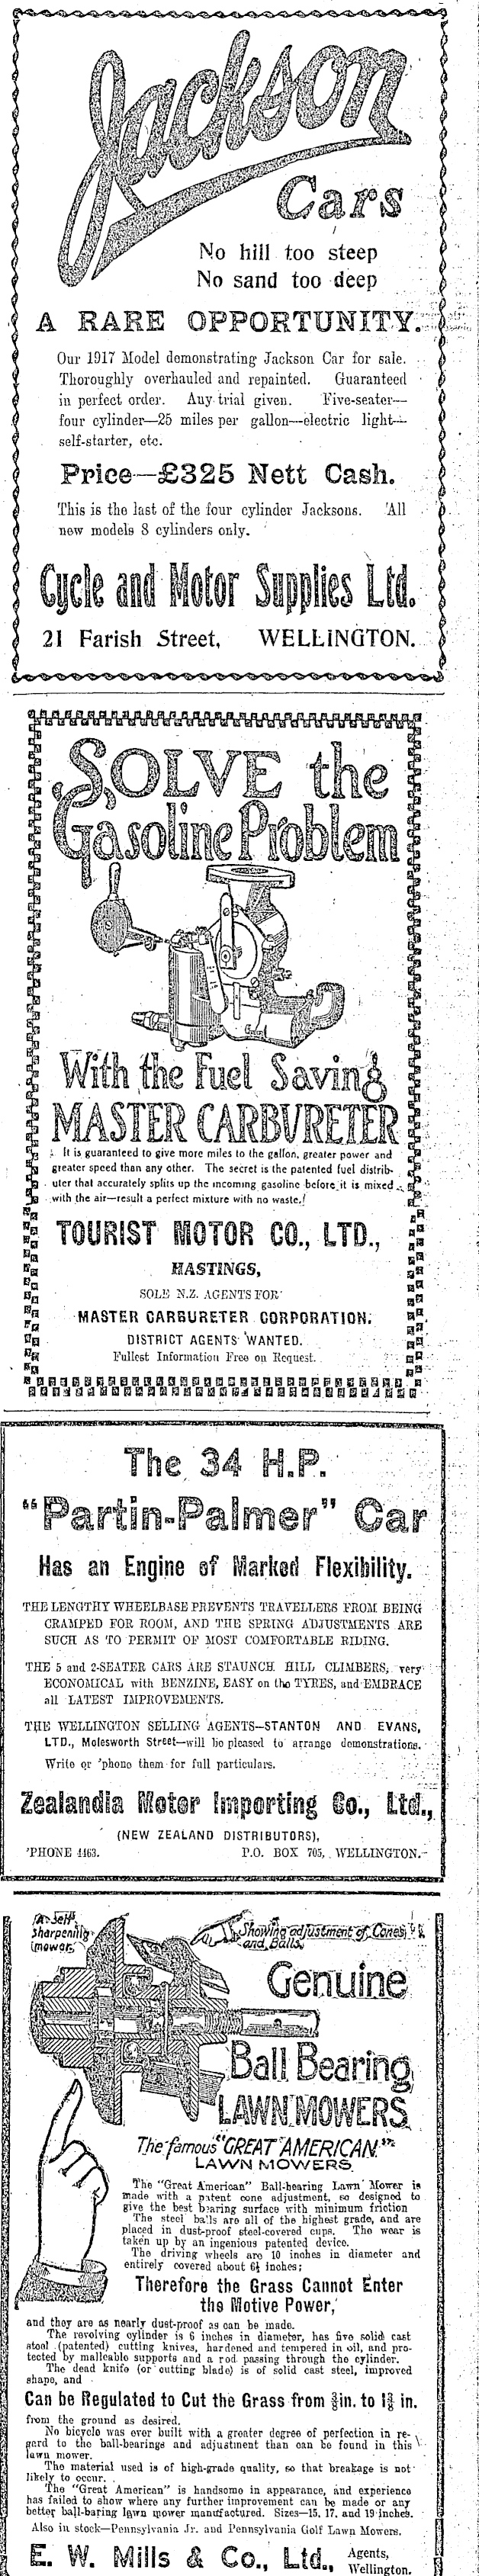 Jackson
Cars
No hill too steep
No sand too deep
A RARE OPPORTUNITY.
Our 1917 Model demonstrating Jackson Car for sale.
Thoroughly overhauled and repainted. Guaranteed
in perfect order. Any trial given. Five-seater—
four cylinder—25 miles per gallon—electric light—
self-starter, etc.
Price—£325 Nett Cash.
This is the last of the four cylinder Jacksons. All
new models 8 cylinders only.
Cycle and Motor Supplies Ltd.
21 Farish Street, WELLINGTON.
SOLVE the
Gasoline Problem
With the Fuel Saving
MASTER CARBURETER
It is guaranteed to give more miles to the gallon, greater power and
greater speed than any other. The secret is the patented fuel distrib-
uter that accurately splits up the incoming gasoline before it is mixed
with the air—result a perfect mixture with no waste.
TOURIST MOTOR CO., LTD.,
HASTINGS,
SOLE N.Z. AGENTS FOR
MASTER CARBURETER CORPORATION.
DISTRICT AGENTS WANTED.
Fullest Information Free on Request.
The 34 H.P.
"Partin-Palmer" Car
Has an Engine of Marked Flexibility.
THE LENGTHY WHEELBASE PREVENTS TRAVELLERS FROM BEING
CRAMPED FOR ROOM, AND THE SPRING ADJUSTMENTS ARE
SUCH AS TO PERMIT OF MOST COMFORTABLE RIDING.
THE 5 and 2-SEATER CARS ARE STAUNCH HILL CLIMBERS, very
ECONOMICAL with BENZINE, EASY on the TYRES, and EMBRACE
all LATEST IMPROVEMENTS.
THE WELLINGTON SELLING AGENTS—STANTON AND EVANS,
LTD., Molesworth Street—will be pleased to arrange demonstrations.
Write or 'phone them for full particulars.
Zealandia Motor Importing Co., Ltd.,
(NEW ZEALAND DISTRIBUTORS),
'PHONE 4463. P.O. BOX 705, WELLINGTON.
A Self
sharpening
mower.
Showing adjustment of Cones
and Balls.
Genuine
Ball Bearing
LAWN MOWERS
The famous "GREAT AMERICAN"
LAWN MOWERS
The "Great American" Ball-bearing Lawn Mower is
made with a patent cone adjustment, so designed to
give the best bearing surface with minimum friction
The steel balls are all of the highest grade, and are
placed in dust-proof steel-covered cups. The wear is
taken up by an ingenious patented device.
The driving wheels are 10 inches in diameter and
entirely covered about 6½ inches;
Therefore the Grass Cannot Enter
the Motive Power,
and they are as nearly dust-proof as can be made.
The revolving cylinder is 6 inches in diameter, has five solid cast
steel (patented) cutting knives, hardened and tempered in oil, and pro-
tected by malleable supports and a rod passing through the cylinder.
The dead knife (or cutting blade) is of solid cast steel, improved
shape, and
Can be Regulated to Cut the Grass from in. to in.
from the ground as desired.
No bicycle was ever built with a greater degree of perfection in re-
gard to the ball-bearings and adjustment than can be found in this
lawn mower.
The material used is of high-grade quality, so that breakage is not
likely to occur.
The "Great American" is handsome in appearance, and experience
has failed to show where any further improvement can be made or any
better ball-baring lawn mower manufactured. Sizes—15, 17, and 19 inches.
Also in stock—Pennsylvania Jr. and Pennsylvania Golf Lawn Mowers.
E. W. Mills & Co., Ltd., Agents,
Wellington.